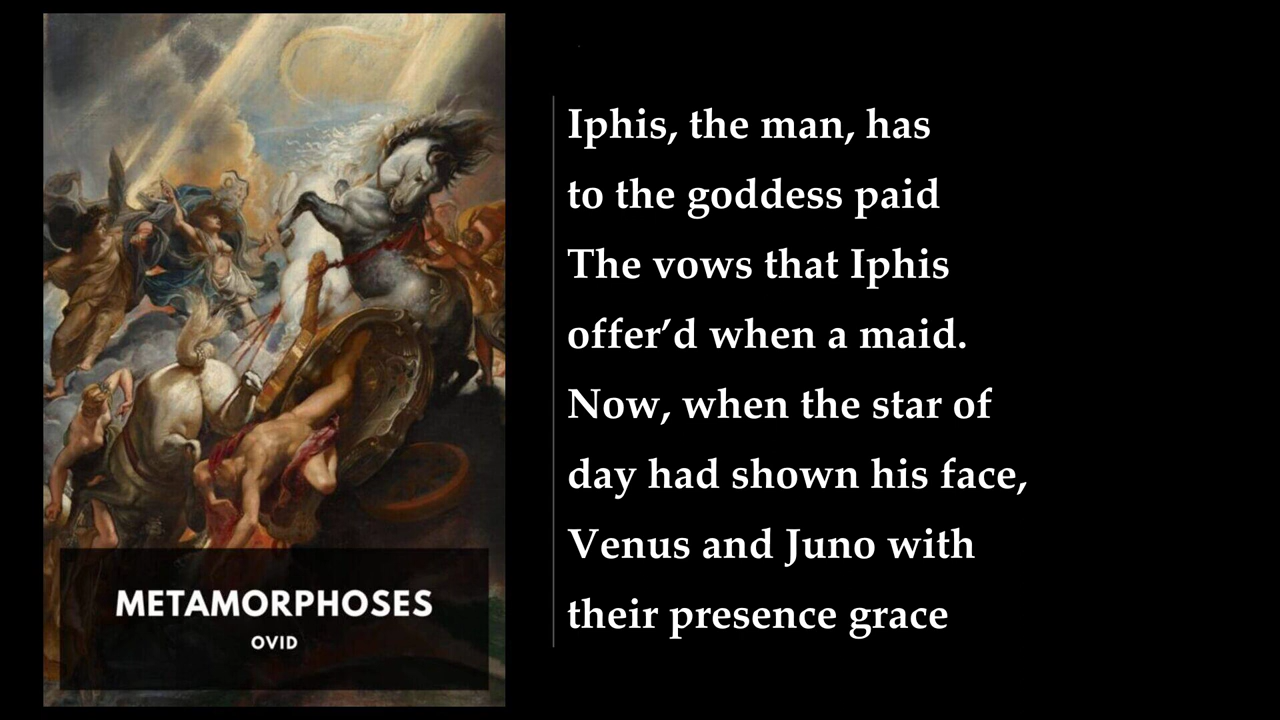 METAMORPHOSES
OVID
Iphis, the man, has
to the goddess paid
The vows that Iphis
offer’d when a maid.
Now, when the star of
day had shown his face,
Venus and Juno with
their presence grace